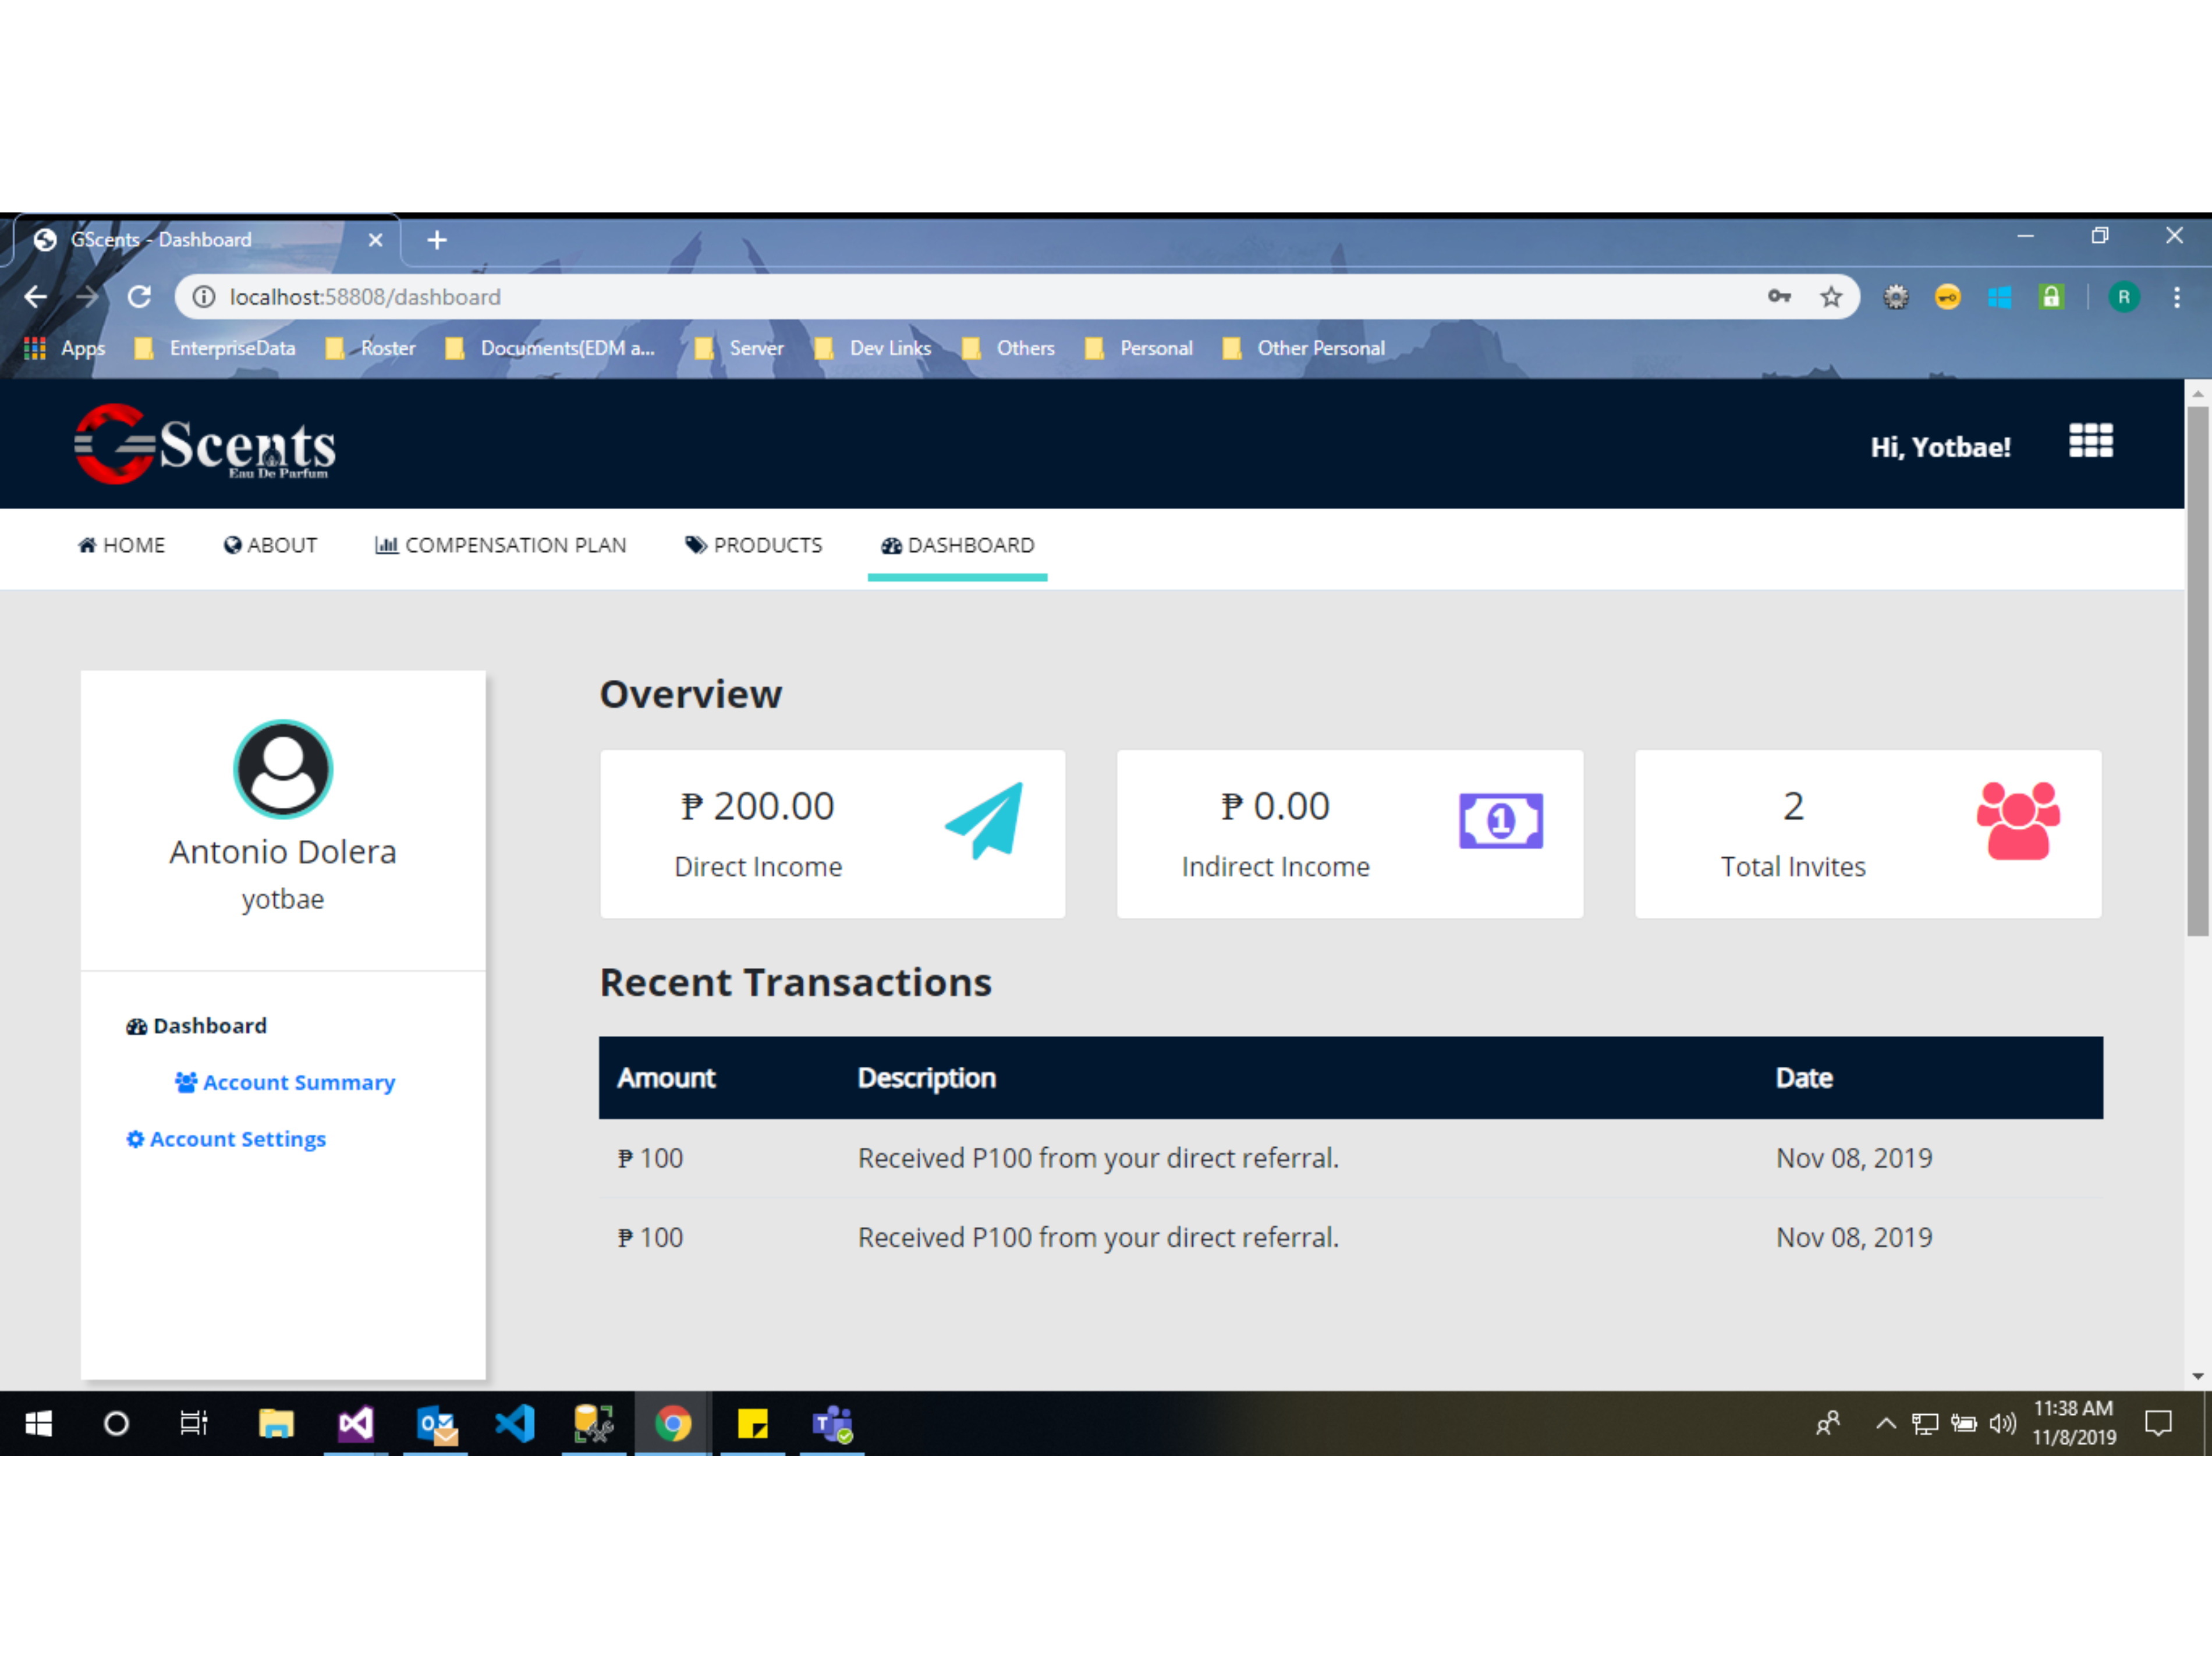 GScents - Dashboard
localhost:58808/dashboard
R
Apps EnterpriseData Roster Documents(EDM a... Server Dev Links Others Personal Other Personal
GScents
Eau De Parfum
Hi, Yotbae!
HOME ABOUT COMPENSATION PLAN PRODUCTS DASHBOARD
Antonio Dolera
yotbae
Dashboard
Account Summary
Account Settings
Overview
₱ 200.00
Direct Income
₱ 0.00
1
Indirect Income
2
Total Invites
Recent Transactions
Amount Description Date
₱ 100 Received P100 from your direct referral. Nov 08, 2019
₱ 100 Received P100 from your direct referral. Nov 08, 2019
11:38 AM
11/8/2019